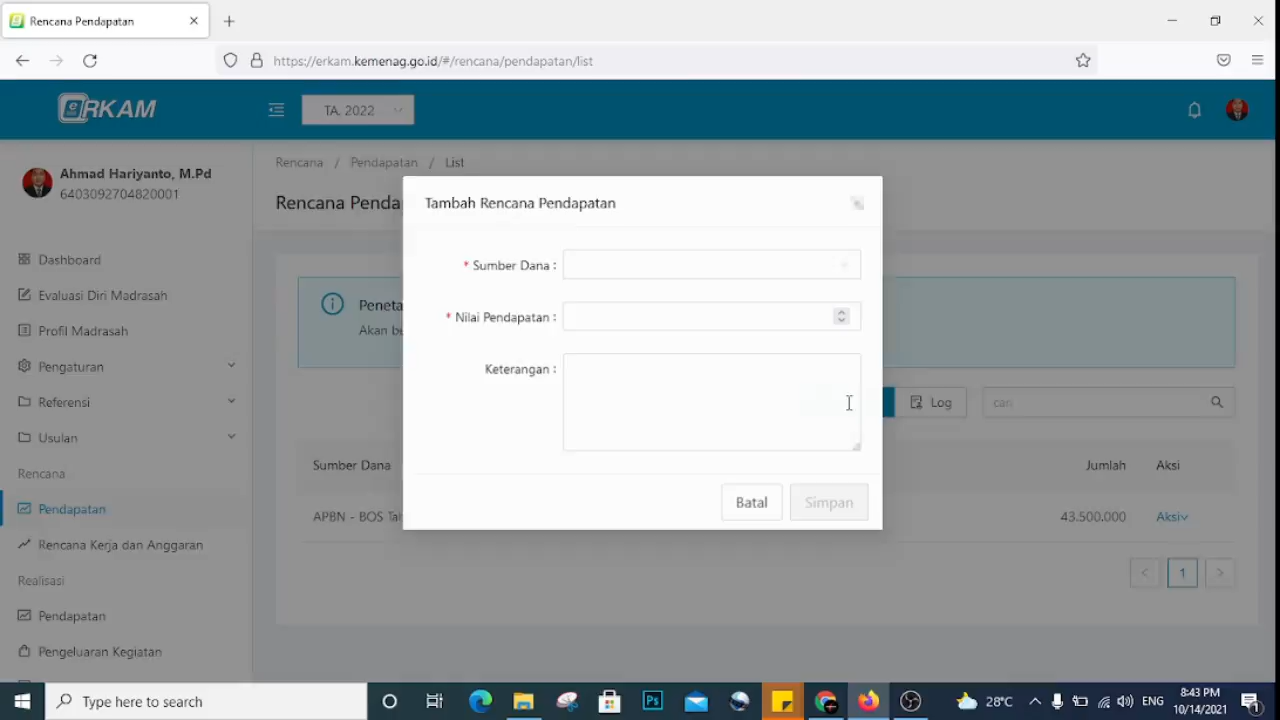 Rencana Pendapatan
https://erkam.kemenag.go.id/#/rencana/pendapatan/list
eRKAM
TA. 2022
Ahmad Hariyanto, M.Pd
6403092704820001
Rencana / Pendapatan / List
Rencana Penda
Tambah Rencana Pendapatan
* Sumber Dana :
* Nilai Pendapatan :
Keterangan :
Batal
Simpan
Peneta
Akan be
Log
cari
Sumber Dana
Jumlah
Aksi
APBN - BOS Ta
43.500.000
Aksi
< 1 >
Dashboard
Evaluasi Diri Madrasah
Profil Madrasah
Pengaturan
Referensi
Usulan
Rencana
Pendapatan
Rencana Kerja dan Anggaran
Realisasi
Pendapatan
Pengeluaran Kegiatan
Type here to search
Ps
28°C
ENG
8:43 PM
10/14/2021
1